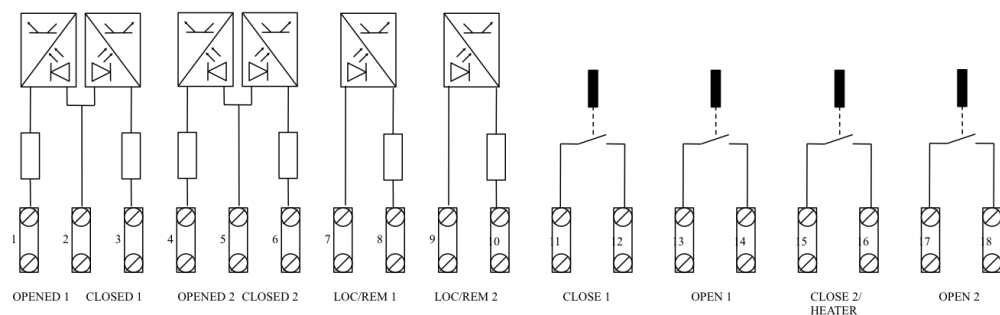 1 2 3 4 5 6 7 8 9 10 11 12 13 14 15 16 17 18
OPENED 1 CLOSED 1 OPENED 2 CLOSED 2 LOC/REM 1 LOC/REM 2 CLOSE 1 OPEN 1 CLOSE 2/ OPEN 2
HEATER